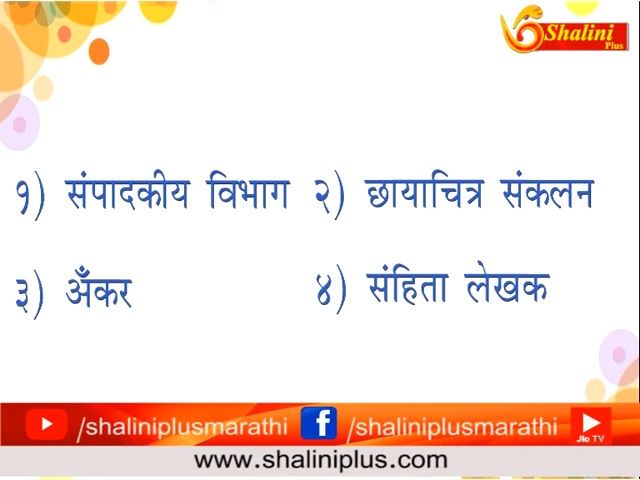 Shalini
Plus
१) संपादकीय विभाग २) छायाचित्र संकलन
३) अँकर ४) संहिता लेखक
/shaliniplusmarathi /shaliniplusmarathi
Jio TV
www.shaliniplus.com